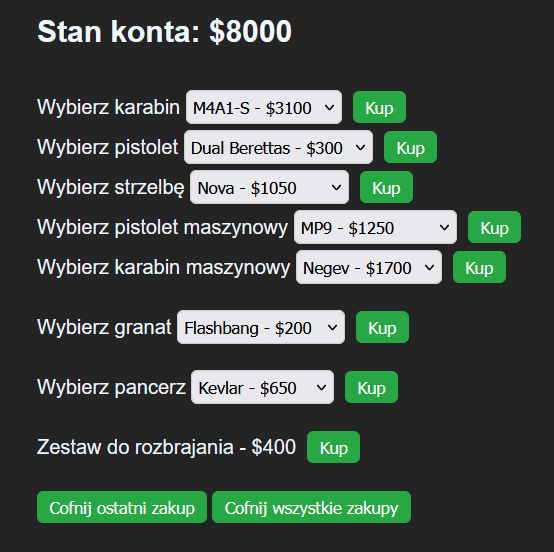 Stan konta: $8000
Wybierz karabin M4A1-S - $3100 Kup
Wybierz pistolet Dual Berettas - $300 Kup
Wybierz strzelbę Nova - $1050 Kup
Wybierz pistolet maszynowy MP9 - $1250 Kup
Wybierz karabin maszynowy Negev - $1700 Kup
Wybierz granat Flashbang - $200 Kup
Wybierz pancerz Kevlar - $650 Kup
Zestaw do rozbrajania - $400 Kup
Cofnij ostatni zakup Cofnij wszystkie zakupy